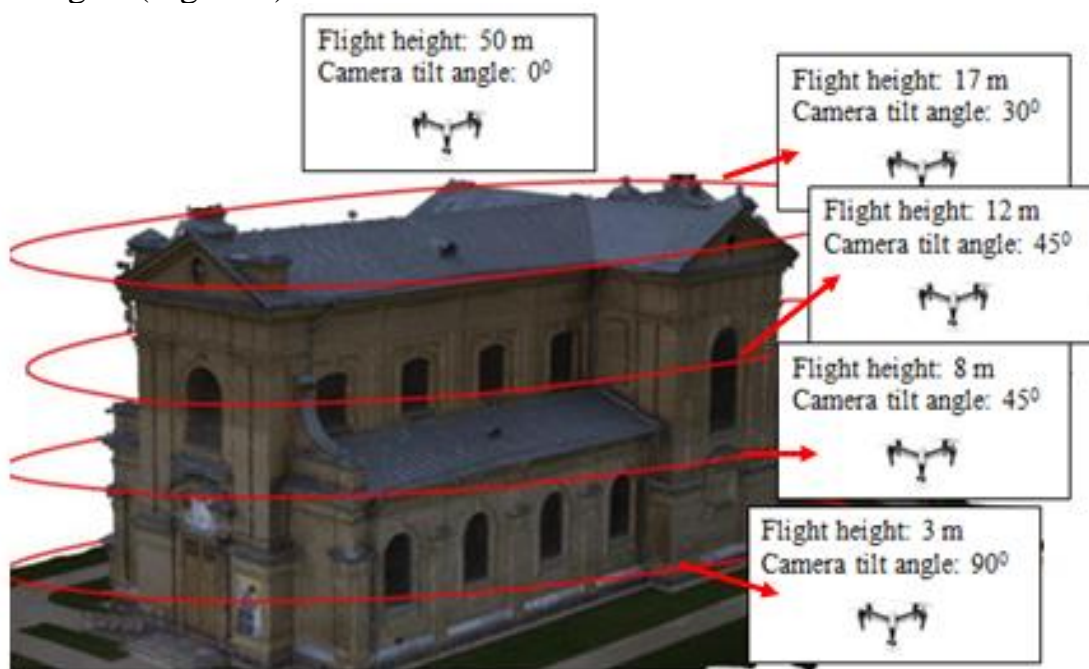 Flight height: 50 m
Camera tilt angle: 0⁰
Flight height: 17 m
Camera tilt angle: 30⁰
Flight height: 12 m
Camera tilt angle: 45⁰
Flight height: 8 m
Camera tilt angle: 45⁰
Flight height: 3 m
Camera tilt angle: 90⁰